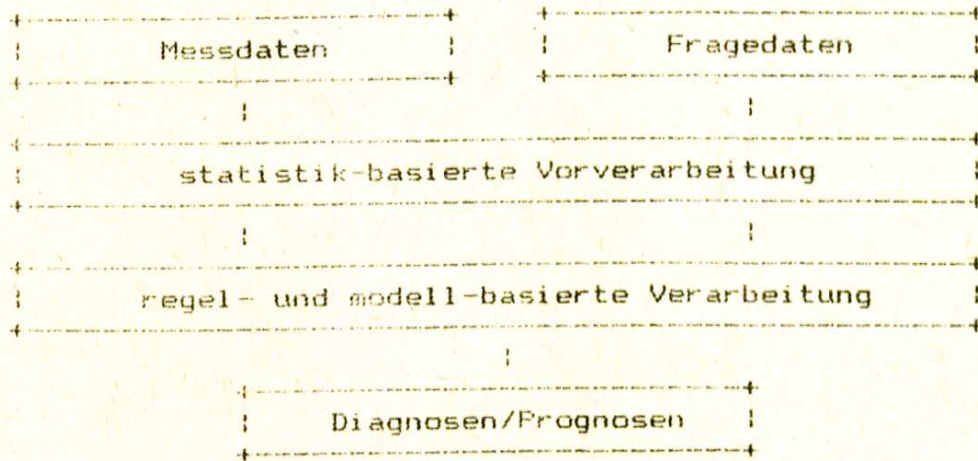 Messdaten Fragedaten
statistik-basierte Vorverarbeitung
regel- und modell-basierte Verarbeitung
Diagnosen/Prognosen